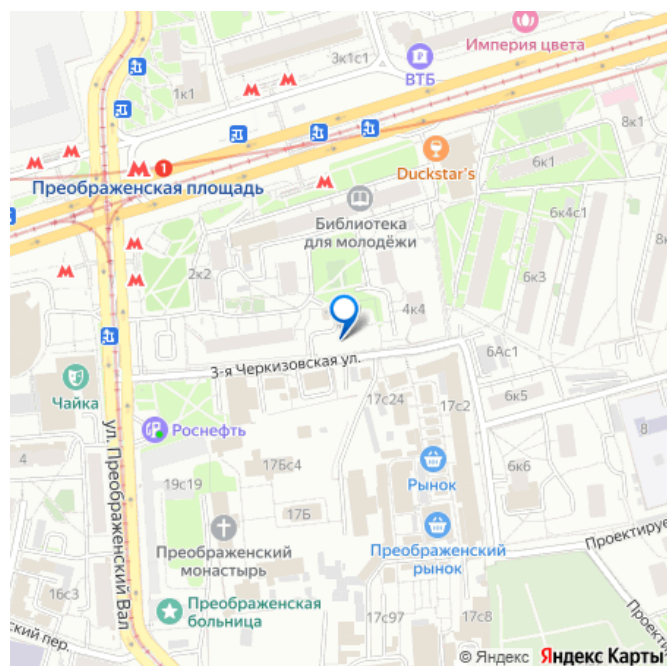 Империя цвета
ВТБ
3к1с1
1к1
8к1
М
М
М
М
М
1
Преображенская площадь
Duckstar's
6к1
М
Библиотека
для молодёжи
6к4с1
М
М
М
2к2
6к3
4к4
3-я Черкизовская ул.
6Ас1
Чайка
ул. Преображенский Вал
17с24
17с2
6к5
Роснефть
4
8
17Бс4
Рынок
6к6
19с19
17Б
Преображенский
монастырь
Преображенский
рынок
Проектируе
16с3
Преображенская
больница
17с97
17с8
Проекти
ский пер.
© Яндекс Яндекс Карты